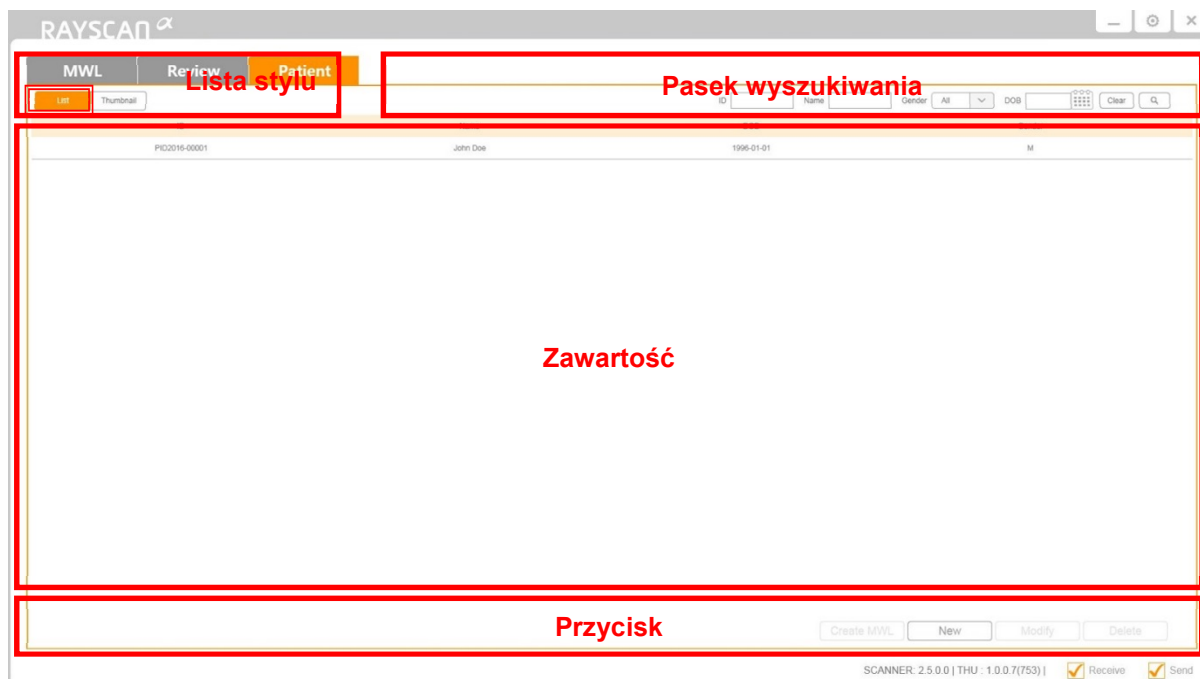 RAYSCAN α
MWL Review Patient
Lista stylu
Pasek wyszukiwania
List Thumbnail
ID Name Gender All DOB Clear
PID2016-00001 John Doe 1996-01-01 M
Zawartość
Przycisk
Create MWL New Modify Delete
SCANNER: 2.5.0.0 | THU : 1.0.0.7(753) | Receive Send